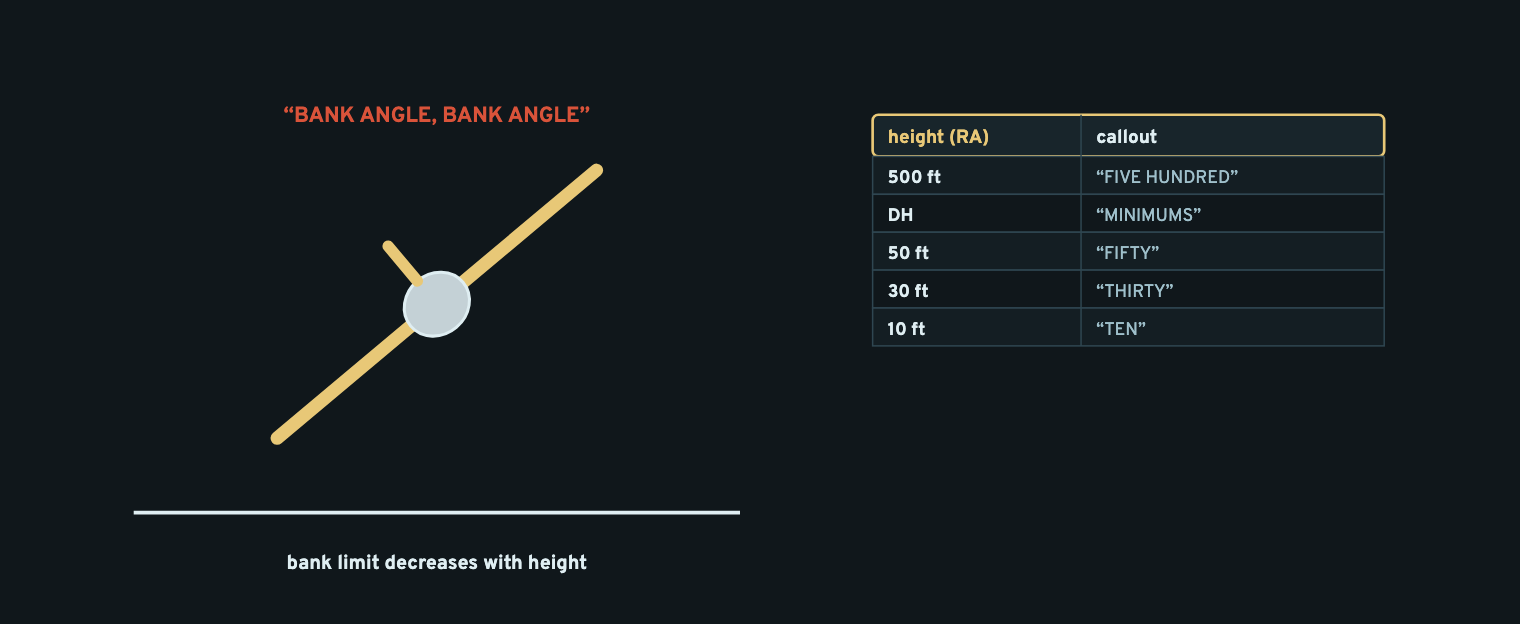 “BANK ANGLE, BANK ANGLE”
bank limit decreases with height
height (RA) callout
500 ft “FIVE HUNDRED”
DH “MINIMUMS”
50 ft “FIFTY”
30 ft “THIRTY”
10 ft “TEN”